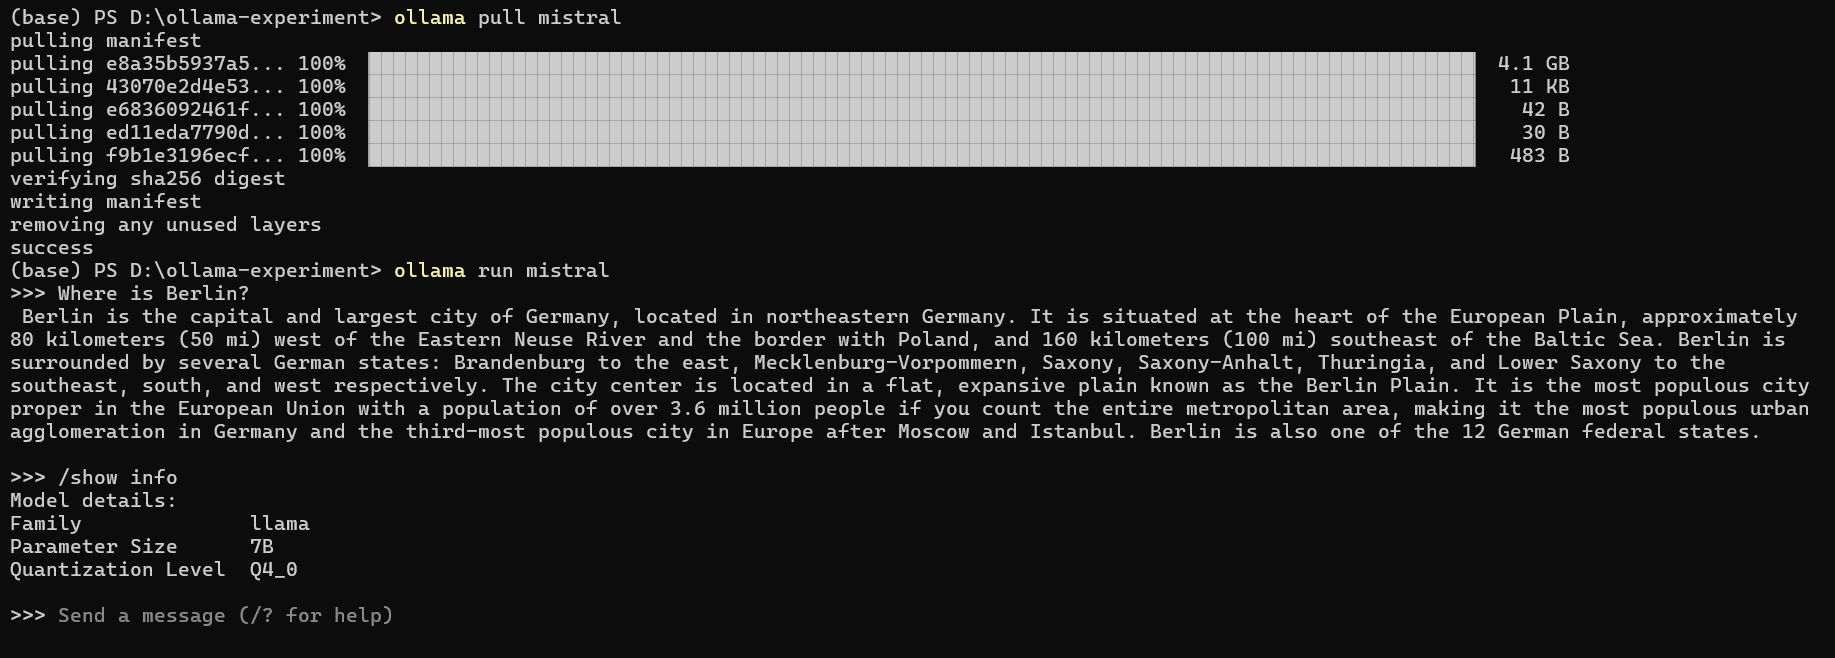 (base) PS D:\ollama-experiment> ollama pull mistral
pulling manifest
pulling e8a35b5937a5... 100% 4.1 GB
pulling 43070e2d4e53... 100% 11 KB
pulling e6836092461f... 100% 42 B
pulling ed11eda7790d... 100% 30 B
pulling f9b1e3196ecf... 100% 483 B
verifying sha256 digest
writing manifest
removing any unused layers
success
(base) PS D:\ollama-experiment> ollama run mistral
>>> Where is Berlin?
Berlin is the capital and largest city of Germany, located in northeastern Germany. It is situated at the heart of the European Plain, approximately
80 kilometers (50 mi) west of the Eastern Neuse River and the border with Poland, and 160 kilometers (100 mi) southeast of the Baltic Sea. Berlin is
surrounded by several German states: Brandenburg to the east, Mecklenburg-Vorpommern, Saxony, Saxony-Anhalt, Thuringia, and Lower Saxony to the
southeast, south, and west respectively. The city center is located in a flat, expansive plain known as the Berlin Plain. It is the most populous city
proper in the European Union with a population of over 3.6 million people if you count the entire metropolitan area, making it the most populous urban
agglomeration in Germany and the third-most populous city in Europe after Moscow and Istanbul. Berlin is also one of the 12 German federal states.
>>> /show info
Model details:
Family llama
Parameter Size 7B
Quantization Level Q4_0
>>> Send a message (/? for help)